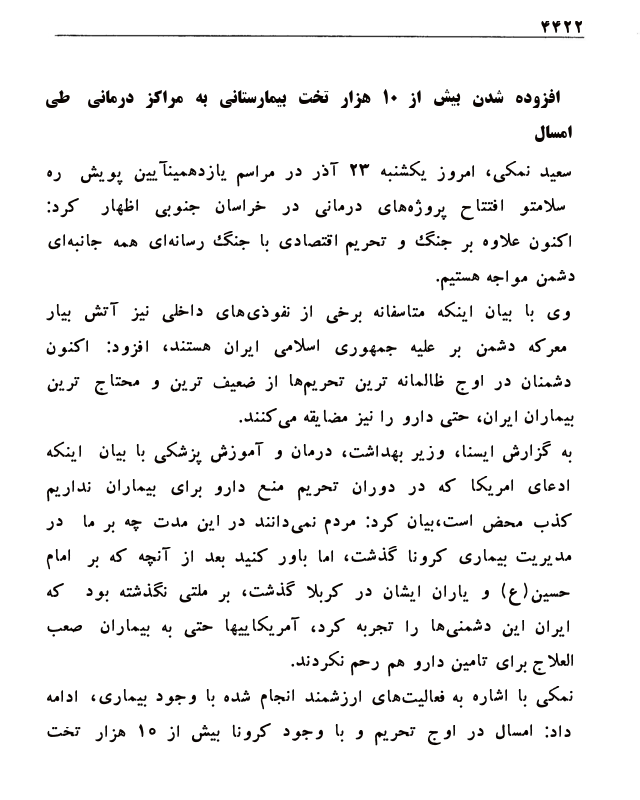 ۴۴۲۲
افزوده شدن بیش از ۱۰ هزار تخت بیمارستانی به مراکز درمانی طی
امسال
سعید نمکی، امروز یکشنبه ۲۳ آذر در مراسم یازدهمینآیین پویش ره
سلامتو افتتاح پروژه‌های درمانی در خراسان جنوبی اظهار کرد:
اکنون علاوه بر جنگ و تحریم اقتصادی با جنگ رسانه‌ای همه جانبه‌ای
دشمن مواجه هستیم.
وی با بیان اینکه متاسفانه برخی از نفوذی‌های داخلی نیز آتش بیار
معرکه دشمن بر علیه جمهوری اسلامی ایران هستند، افزود: اکنون
دشمنان در اوج ظالمانه ترین تحریم‌ها از ضعیف ترین و محتاج ترین
بیماران ایران، حتی دارو را نیز مضایقه می‌کنند.
به گزارش ایسنا، وزیر بهداشت، درمان و آموزش پزشکی با بیان اینکه
ادعای امریکا که در دوران تحریم منع دارو برای بیماران نداریم
کذب محض است،بیان کرد: مردم نمی‌دانند در این مدت چه بر ما در
مدیریت بیماری کرونا گذشت، اما باور کنید بعد از آنچه که بر امام
حسین(ع) و یاران ایشان در کربلا گذشت، بر ملتی نگذشته بود که
ایران این دشمنی‌ها را تجربه کرد، آمریکاییها حتی به بیماران صعب
العلاج برای تامین دارو هم رحم نکردند.
نمکی با اشاره به فعالیت‌های ارزشمند انجام شده با وجود بیماری، ادامه
داد: امسال در اوج تحریم و با وجود کرونا بیش از ۱۰ هزار تخت